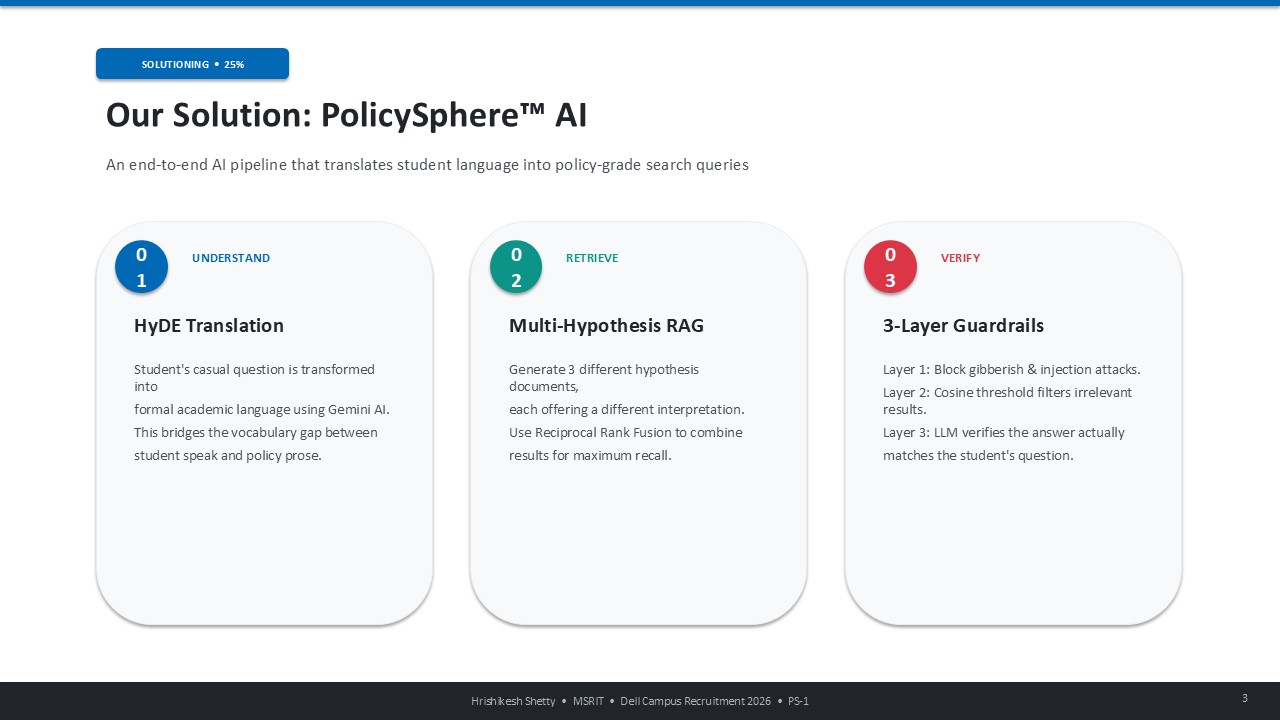 SOLUTIONING • 25%
Our Solution: PolicySphere™ AI
An end-to-end AI pipeline that translates student language into policy-grade search queries
0
1
UNDERSTAND
HyDE Translation
Student's casual question is transformed
into
formal academic language using Gemini AI.
This bridges the vocabulary gap between
student speak and policy prose.
0
2
RETRIEVE
Multi-Hypothesis RAG
Generate 3 different hypothesis
documents,
each offering a different interpretation.
Use Reciprocal Rank Fusion to combine
results for maximum recall.
0
3
VERIFY
3-Layer Guardrails
Layer 1: Block gibberish & injection attacks.
Layer 2: Cosine threshold filters irrelevant
results.
Layer 3: LLM verifies the answer actually
matches the student's question.
Hrishikesh Shetty • MSRIT • Dell Campus Recruitment 2026 • PS-1
3